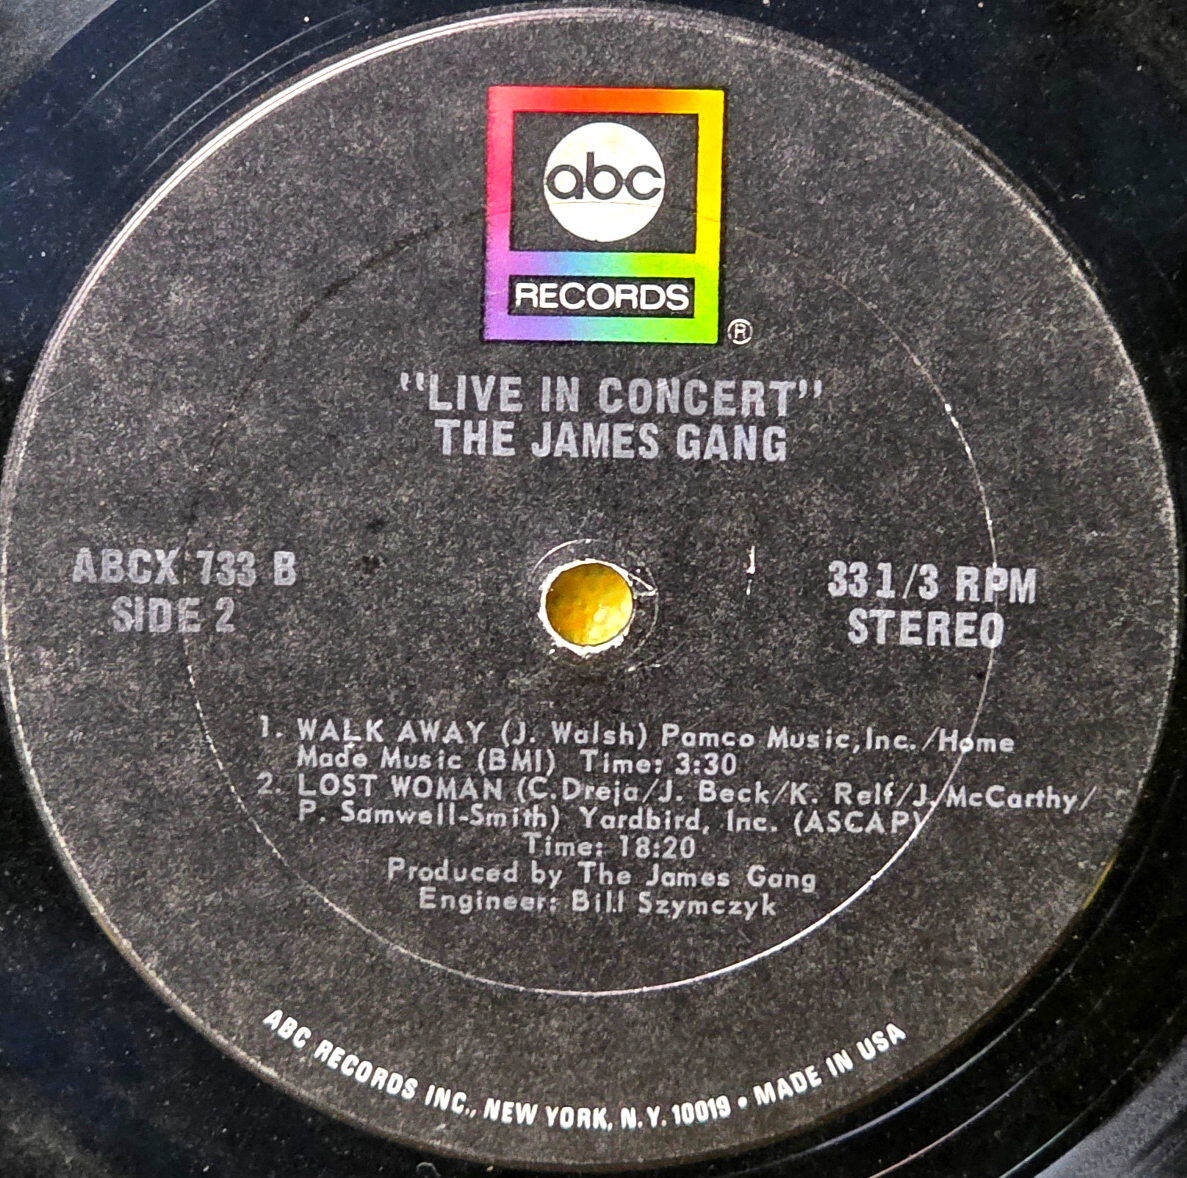 abc
RECORDS
®
"LIVE IN CONCERT"
THE JAMES GANG
ABCX 733 B
SIDE 2
33 1/3 RPM
STEREO
1. WALK AWAY (J. Walsh) Pamco Music,Inc./Home
Made Music (BMI) Time: 3:30
2. LOST WOMAN (C.Dreja/J. Beck/K. Relf/J.McCarthy/
P. Samwell-Smith) Yardbird, Inc. (ASCAP)
Time: 18:20
Produced by The James Gang
Engineer: Bill Szymczyk
ABC RECORDS INC., NEW YORK, N.Y. 10019 • MADE IN USA